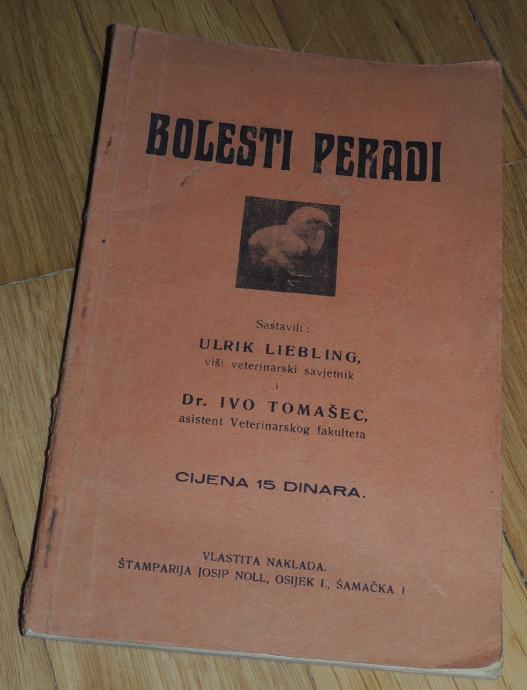 BOLESTI PERADI
Sastavili :
ULRIK LIEBLING,
viši veterinarski savjetnik
i
Dr. IVO TOMAŠEC,
asistent Veterinarskog fakulteta
CIJENA 15 DINARA.
VLASTITA NAKLADA.
ŠTAMPARIJA JOSIP NOLL, OSIJEK I., ŠAMAČKA 1